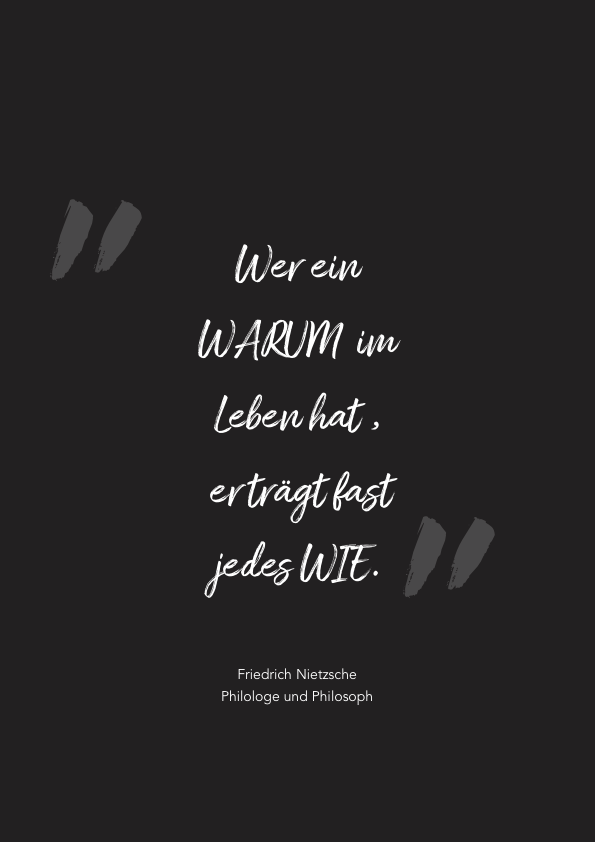 Wer ein
WARUM im
Leben hat ,
erträgt fast
jedes WIE.
Friedrich Nietzsche
Philologe und Philosoph